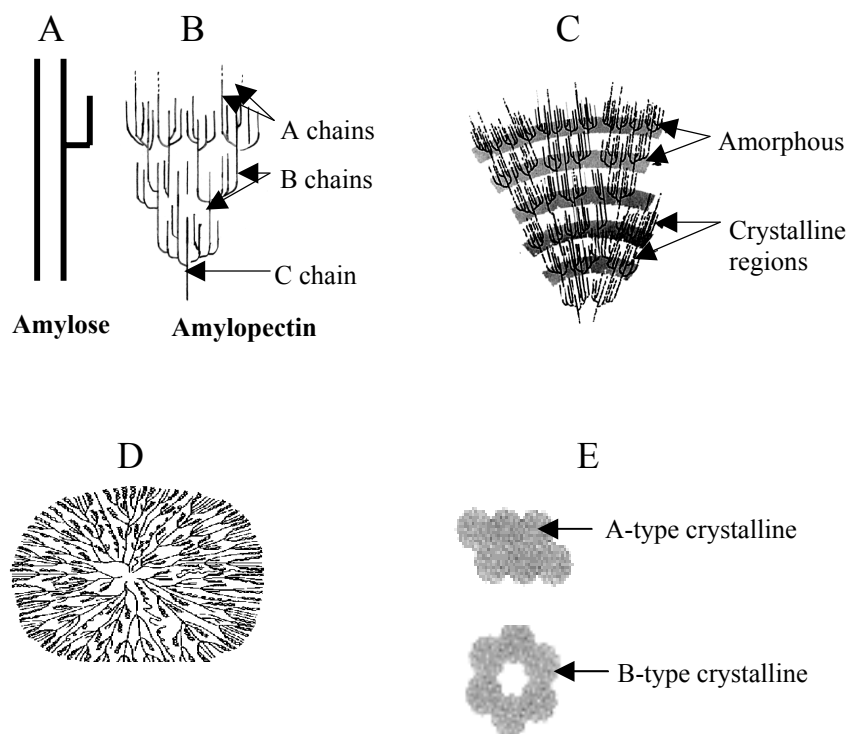 A
B
C
A chains
B chains
C chain
Amylose
Amylopectin
Amorphous
Crystalline
regions
D
E
A-type crystalline
B-type crystalline